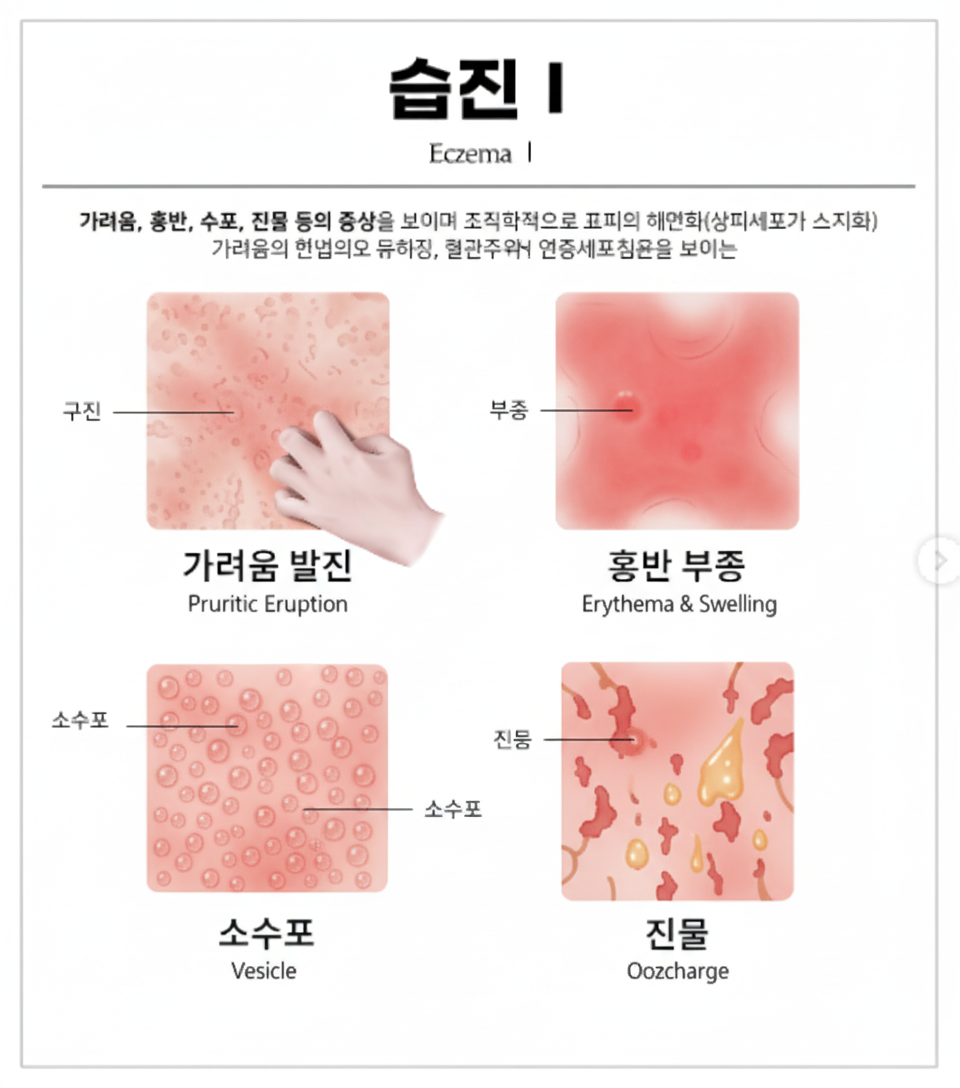 습진 I
Eczema I
가려움, 홍반, 수포, 진물 등의 증상을 보이며 조직학적으로 표피의 해면화(상피세포가 스지화)
가려움의 헌법의오 듀하징, 혈관주위 연증세포침윤을 보이는
구진
부종
가려움 발진
Pruritic Eruption
홍반 부종
Erythema & Swelling
소수포
진뭉
소수포
소수포
Vesicle
진물
Oozcharge